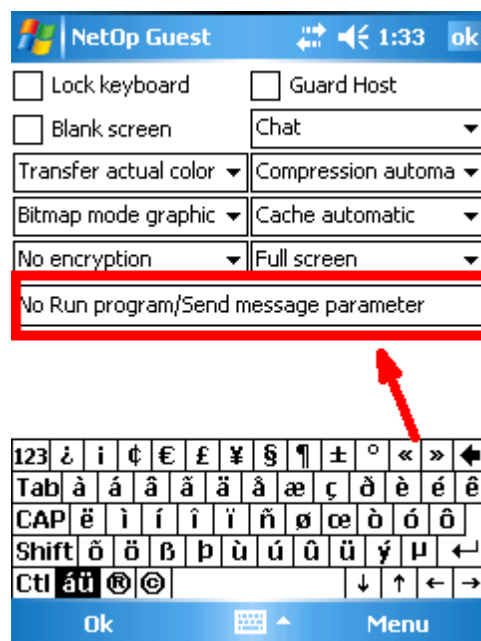 NetOp Guest 1:33 ok
Lock keyboard Guard Host
Blank screen Chat
Transfer actual color Compression automa
Bitmap mode graphic Cache automatic
No encryption Full screen
No Run program/Send message parameter
123 ¿ ¡ ¢ € £ ¥ § ¶ ± ° « »
Tab à á â ã ä å æ ç ð è é ê
CAP ë ì í î ï ñ ø œ ò ó ô
Shift õ ö ß þ ù ú û ü ý µ ↵
Ctl áü ® © ↓ ↑ ← →
Ok Menu